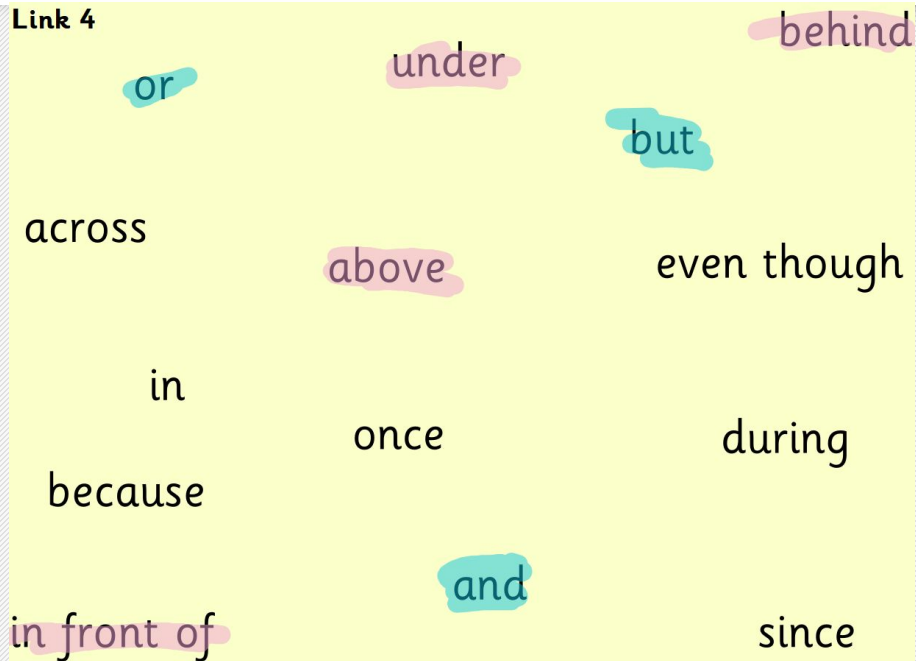 Link 4
behind
under
or
but
across
above
even though
in
once
during
because
and
in front of
since